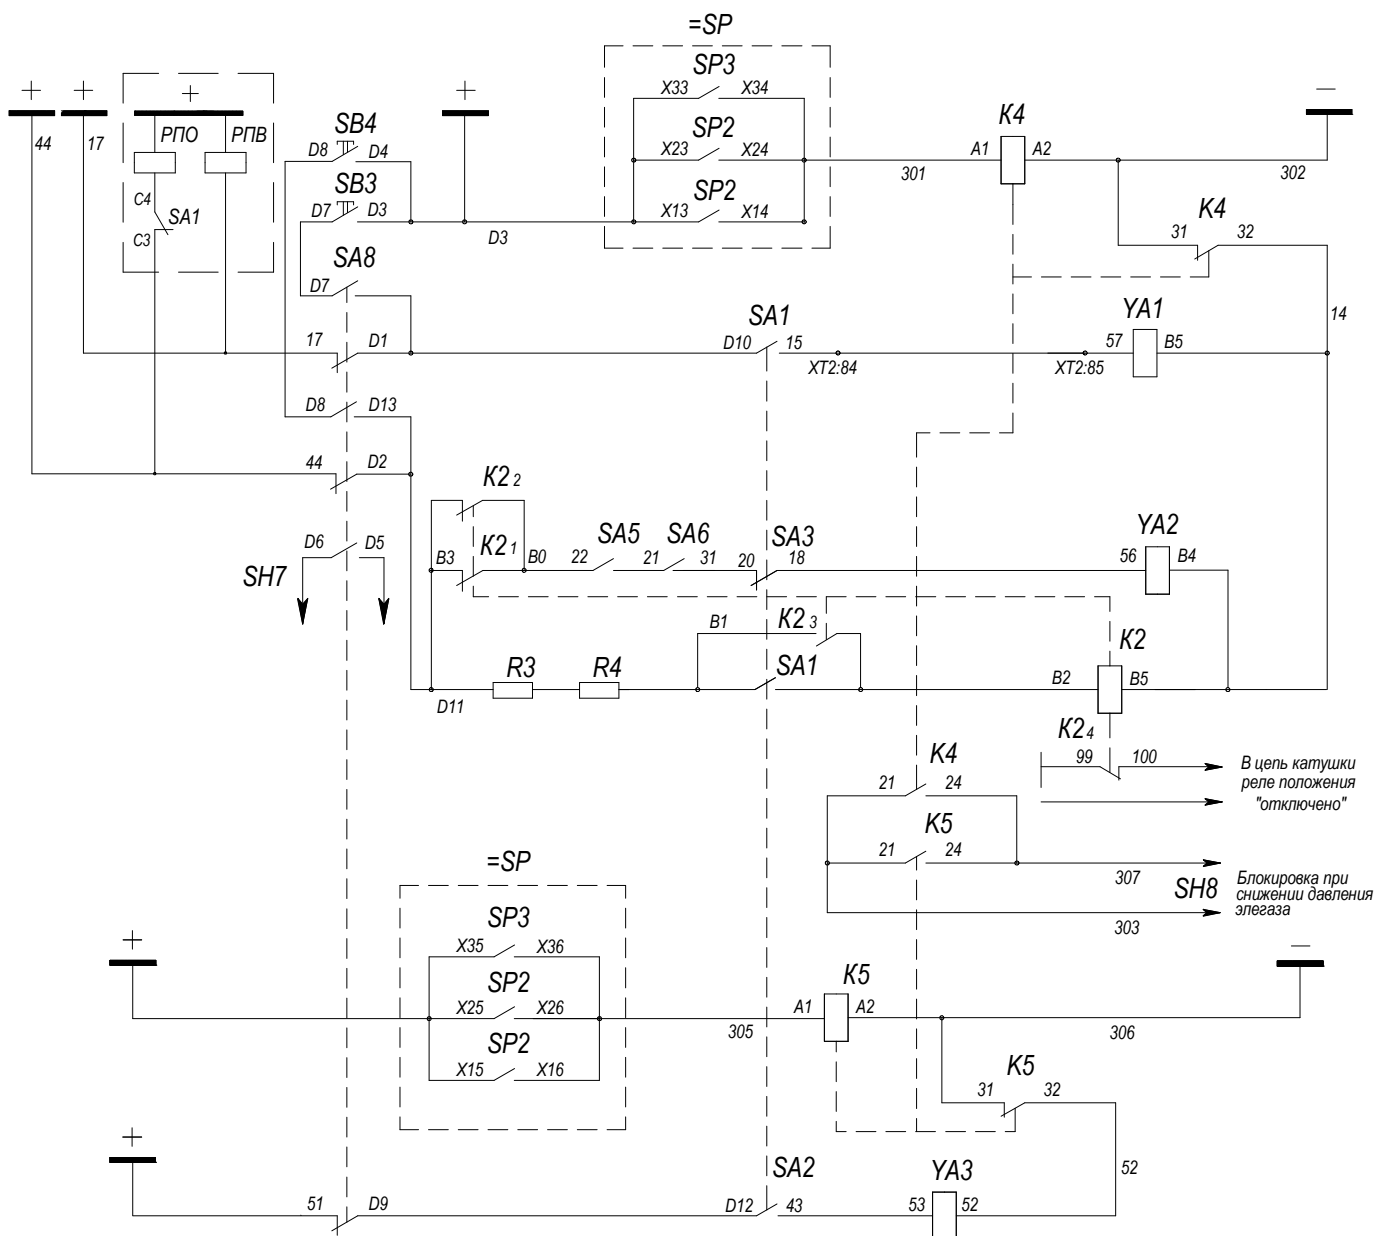 =SP
SP3
X33 X34
SP2
X23 X24
SP2
X13 X14
+ + + +
44 17
РПО РПВ
C4
SA1
C3
SB4
D8 D4
SB3
D7 D3
D3
SA8
D7
K4
A1 A2
301 302
−
K4
31 32
14
17 D1
SA1
D10 15
XT2:84 XT2:85
YA1
57 B5
D8 D13
44 D2
K2 2
K2 1
B3 B0
SA5
22
SA6
21 31
SA3
20 18
YA2
56 B4
D6 D5
SH7
B1 K2 3
R3 R4
SA1
D11
K2
B2 B5
K2 4
99 100
В цепь катушки
реле положения
"отключено"
K4
21 24
K5
21 24
307
SH8
303
Блокировка при
снижении давления
элегаза
=SP
SP3
X35 X36
SP2
X25 X26
SP2
X15 X16
+
305
K5
A1 A2
306
−
K5
31 32
52
+
51 D9
SA2
D12 43
YA3
53 52